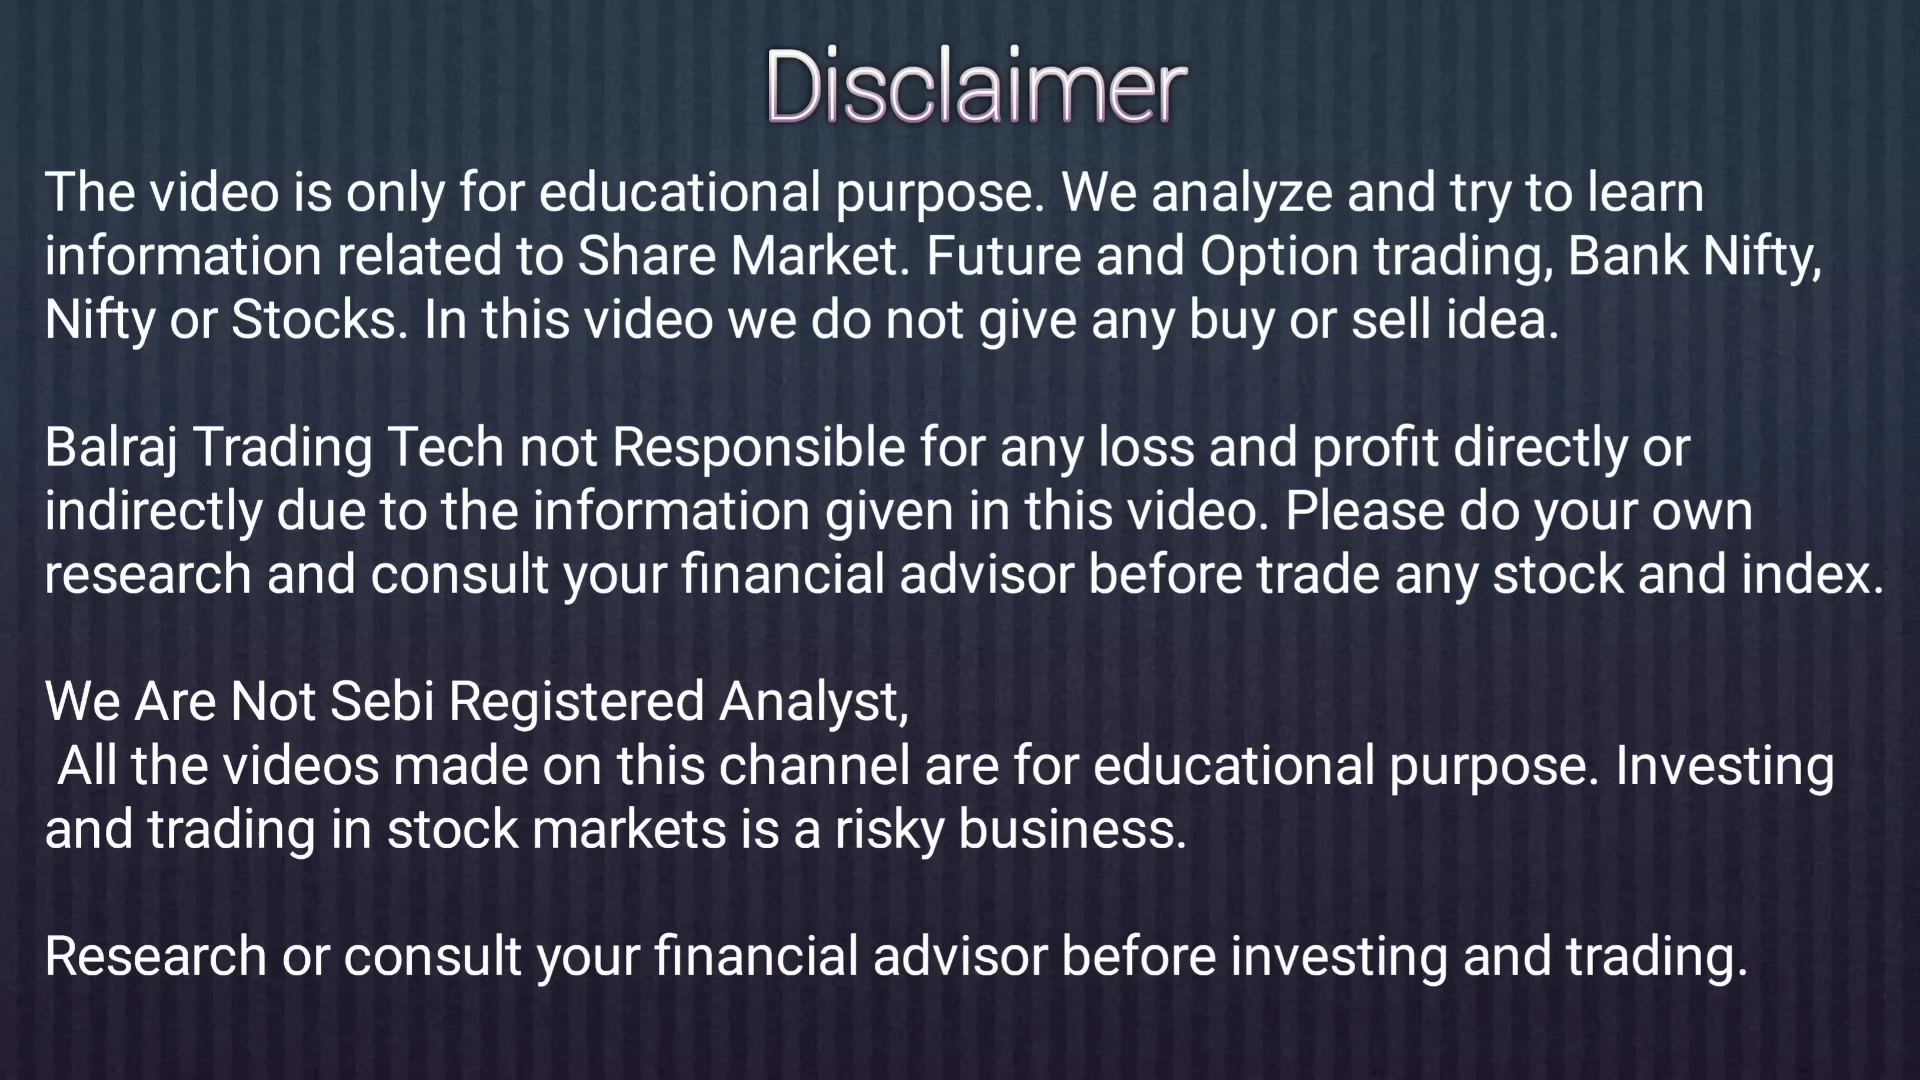 Disclaimer
The video is only for educational purpose. We analyze and try to learn
information related to Share Market. Future and Option trading, Bank Nifty,
Nifty or Stocks. In this video we do not give any buy or sell idea.
Balraj Trading Tech not Responsible for any loss and profit directly or
indirectly due to the information given in this video. Please do your own
research and consult your financial advisor before trade any stock and index.
We Are Not Sebi Registered Analyst,
All the videos made on this channel are for educational purpose. Investing
and trading in stock markets is a risky business.
Research or consult your financial advisor before investing and trading.